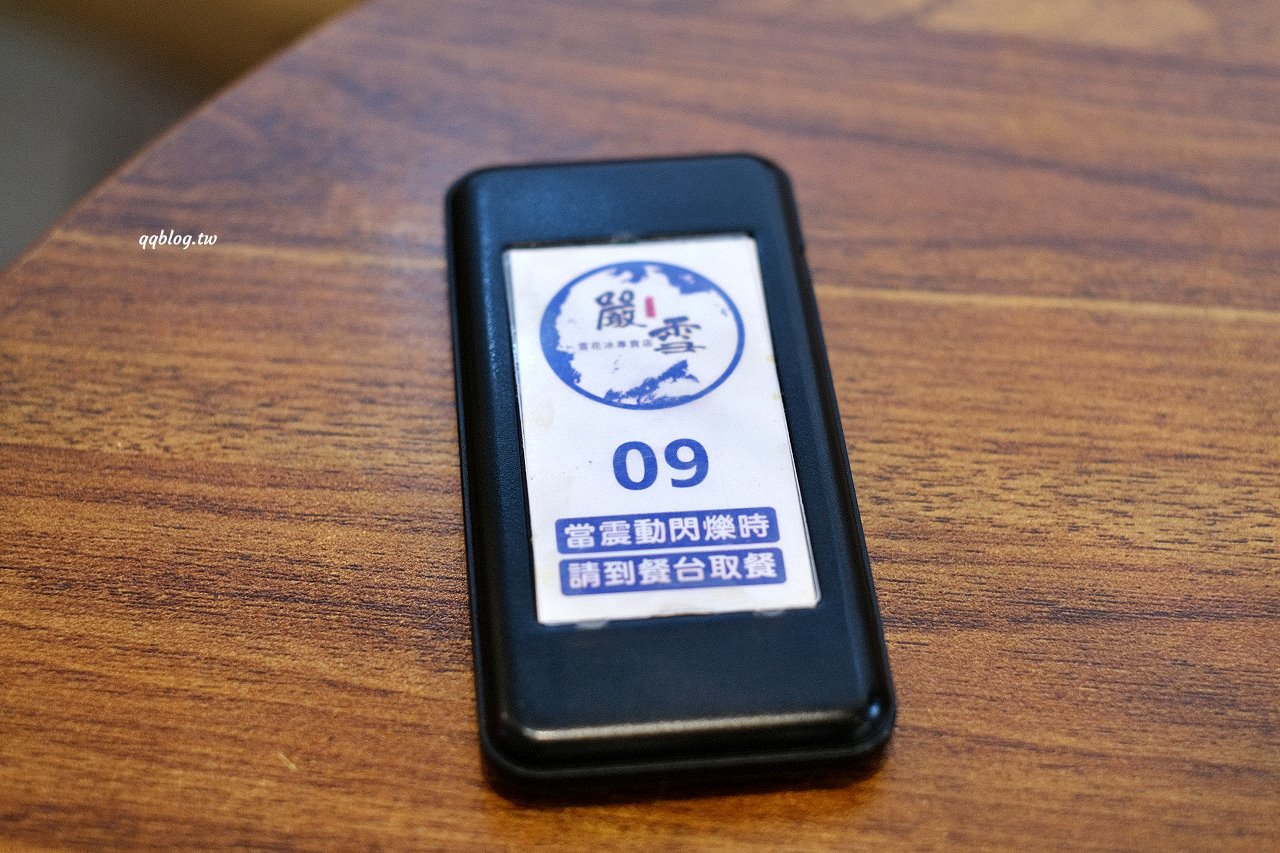 qqblog.tw
嚴雪
雪花冰專賣店
09
當震動閃爍時
請到餐台取餐